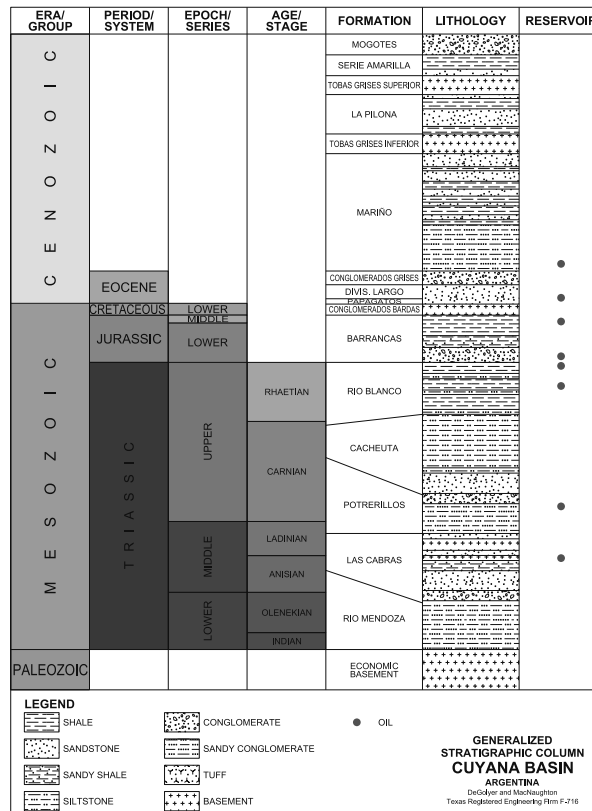 ERA/
GROUP
PERIOD/
SYSTEM
EPOCH/
SERIES
AGE/
STAGE
FORMATION
LITHOLOGY
RESERVOIR
CENOZOIC
MESOZOIC
PALEOZOIC
EOCENE
CRETACEOUS
JURASSIC
TRIASSIC
LOWER
MIDDLE
LOWER
UPPER
MIDDLE
LOWER
RHAETIAN
CARNIAN
LADINIAN
ANISIAN
OLENEKIAN
INDIAN
MOGOTES
SERIE AMARILLA
TOBAS GRISES SUPERIOR
LA PILONA
TOBAS GRISES INFERIOR
MARIÑO
CONGLOMERADOS GRISES
DIVIS. LARGO
PAPAGATOS
CONGLOMERADOS BARDAS
BARRANCAS
RIO BLANCO
CACHEUTA
POTRERILLOS
LAS CABRAS
RIO MENDOZA
ECONOMIC
BASEMENT
LEGEND
SHALE
SANDSTONE
SANDY SHALE
SILTSTONE
CONGLOMERATE
SANDY CONGLOMERATE
TUFF
BASEMENT
OIL
GENERALIZED
STRATIGRAPHIC COLUMN
CUYANA BASIN
ARGENTINA
DeGolyer and MacNaughton
Texas Registered Engineering Firm F-716